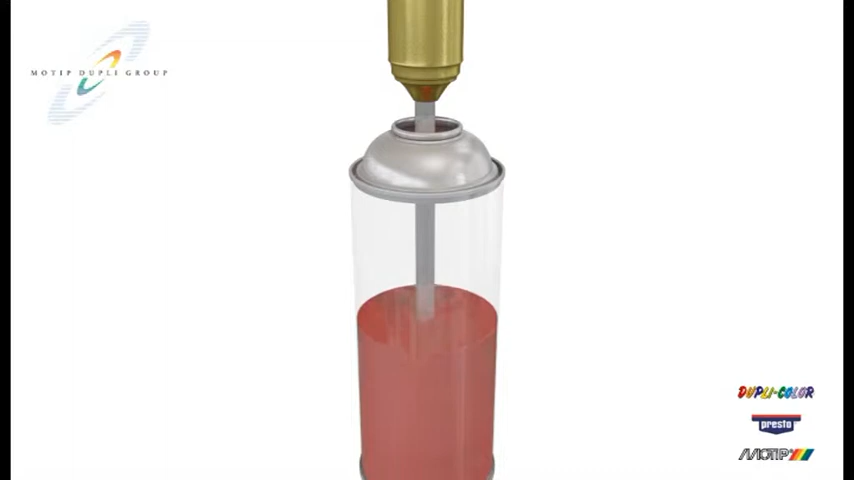 MOTIP DUPLI GROUP
DUPLI-COLOR
presto
MOTIP